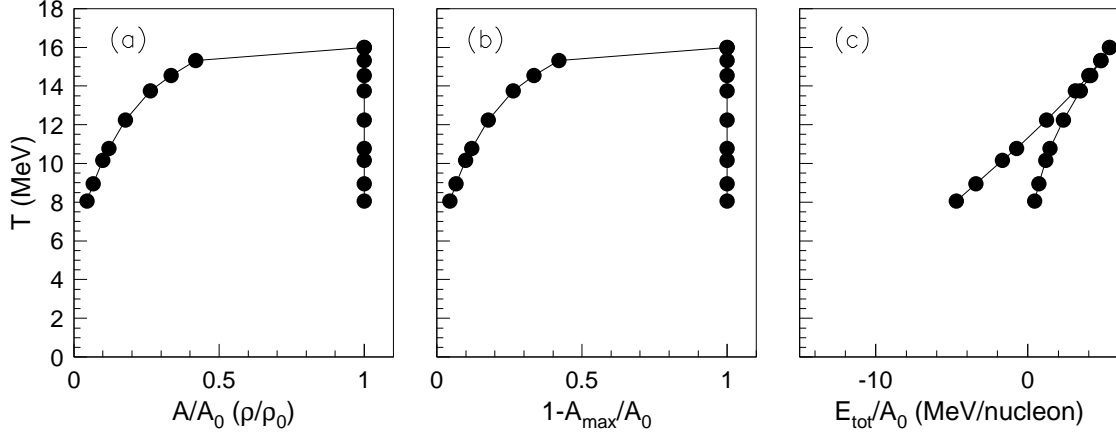 (a)
(b)
(c)
T (MeV)
18
16
14
12
10
8
6
4
2
0
0 0.5 1
0 0.5 1
-10 0
A/A0 (ρ/ρ0)
1-Amax/A0
Etot/A0 (MeV/nucleon)